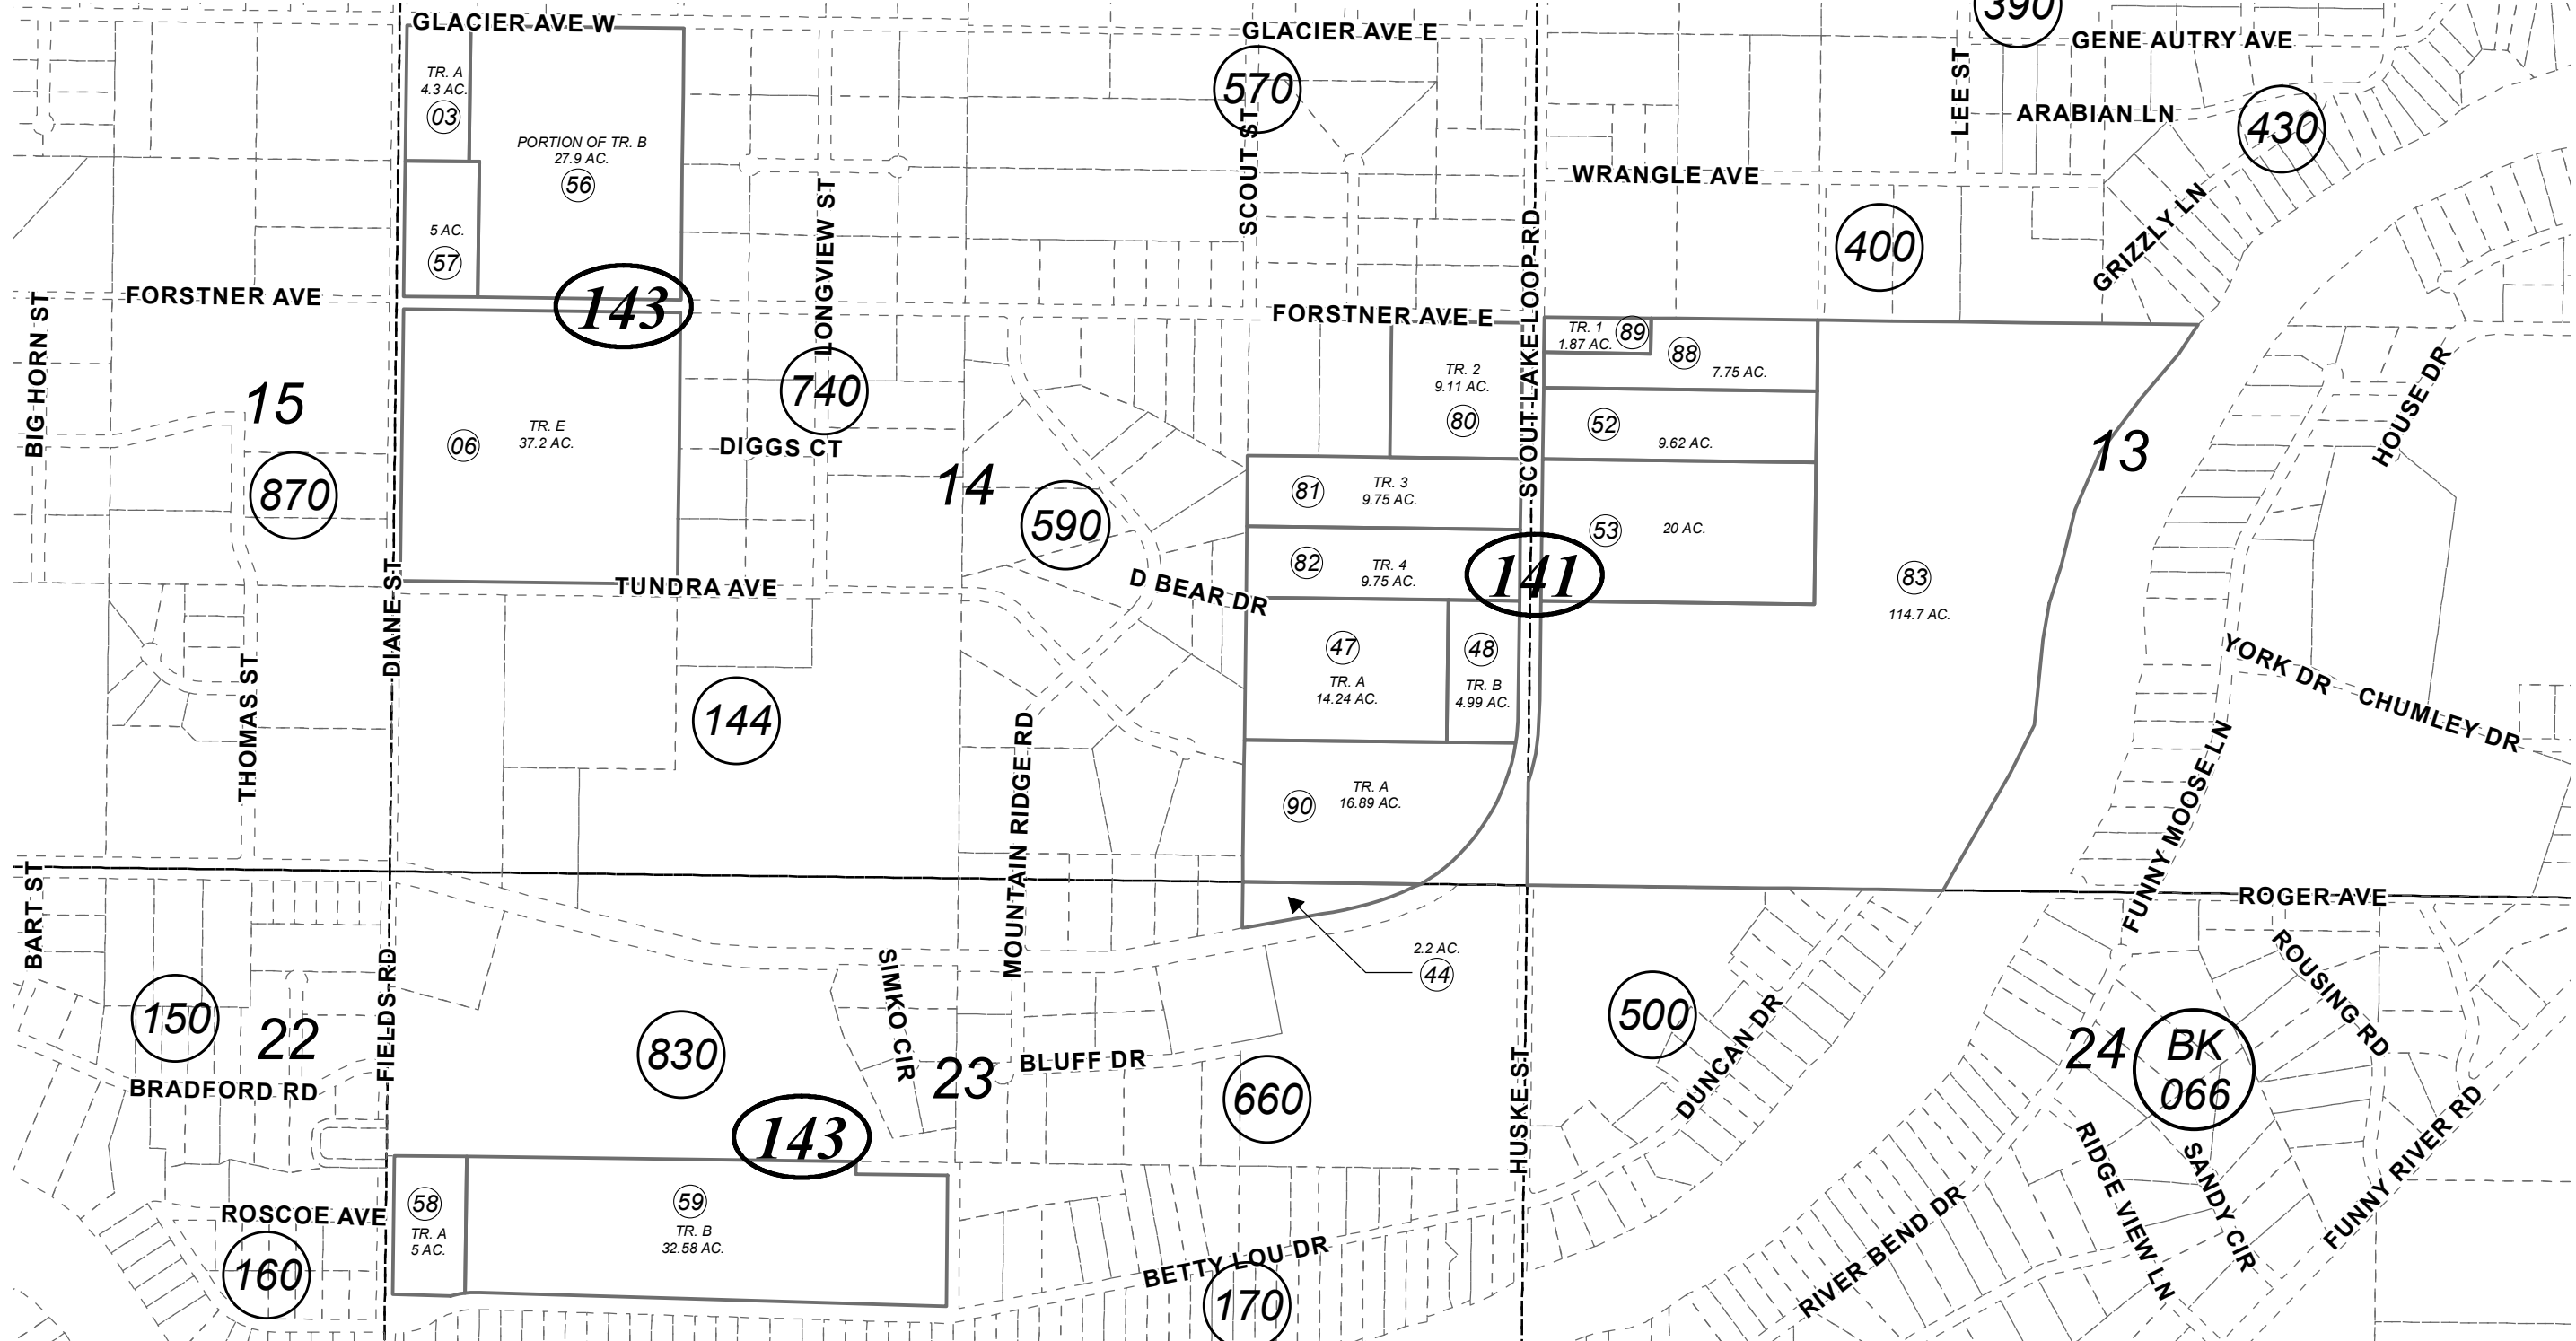 GLACIER AVE W
GLACIER AVE E
390
GENE AUTRY AVE
TR. A
4.3 AC.
03
570
LEE ST
ARABIAN LN
430
PORTION OF TR. B
27.9 AC.
56
SCOUT ST
WRANGLE AVE
5 AC.
57
LONGVIEW ST
SCOUT LAKE LOOP RD
400
GRIZZLY LN
FORSTNER AVE
143
FORSTNER AVE E
BIG HORN ST
TR. 1
1.87 AC.
89
88
7.75 AC.
15
740
TR. 2
9.11 AC.
80
HOUSE DR
06
TR. E
37.2 AC.
DIGGS CT
52
9.62 AC.
13
870
14
590
81
TR. 3
9.75 AC.
53
20 AC.
82
TR. 4
9.75 AC.
141
83
114.7 AC.
DIANE ST
TUNDRA AVE
D BEAR DR
THOMAS ST
144
47
TR. A
14.24 AC.
48
TR. B
4.99 AC.
YORK DR
CHUMLEY DR
MOUNTAIN RIDGE RD
FUNNY MOOSE LN
90
TR. A
16.89 AC.
BART ST
ROGER AVE
2.2 AC.
44
FIELDS RD
SIMKO CIR
150
22
830
23
BLUFF DR
660
500
DUNCAN DR
ROUSING RD
24
BK
066
BRADFORD RD
143
HUSKE ST
RIDGE VIEW LN
SANDY CIR
FUNNY RIVER RD
ROSCOE AVE
58
TR. A
5 AC.
59
TR. B
32.58 AC.
160
BETTY LOU DR
170
RIVER BEND DR